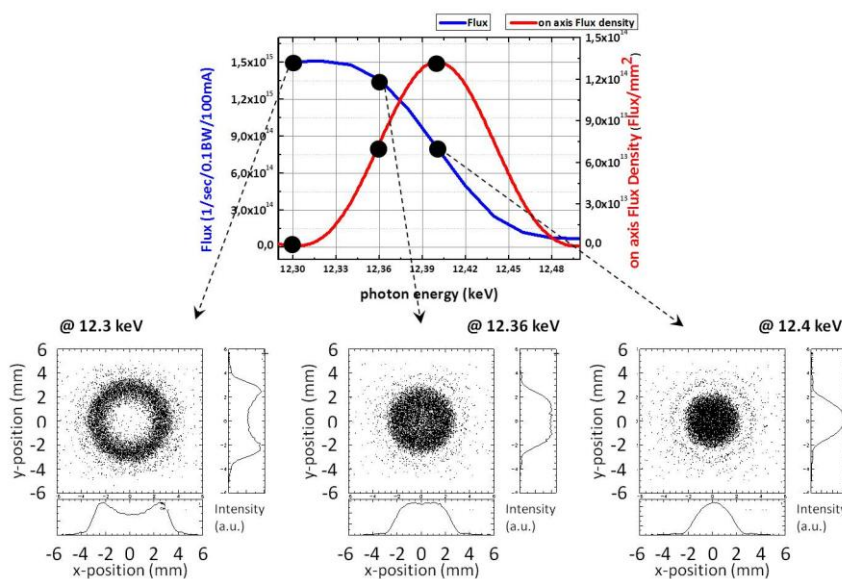 Flux
on axis Flux density
Flux (1/sec/0.1BW/100mA)
1,5x10^15
1,2x10^15
9,0x10^14
6,0x10^14
3,0x10^14
0,0
1,5x10^14
1,2x10^14
9,0x10^13
6,0x10^13
3,0x10^13
0,0
on axis Flux Density (Flux/mm²)
12,30 12,33 12,36 12,39 12,42 12,45 12,48
photon energy (keV)
@ 12.3 keV
@ 12.36 keV
@ 12.4 keV
y-position (mm)
6
4
2
0
-2
-4
-6
Intensity
(a.u.)
-6 -4 -2 0 2 4 6
x-position (mm)
y-position (mm)
6
4
2
0
-2
-4
-6
Intensity
(a.u.)
-6 -4 -2 0 2 4 6
x-position (mm)
y-position (mm)
6
4
2
0
-2
-4
-6
Intensity
(a.u.)
-6 -4 -2 0 2 4 6
x-position (mm)